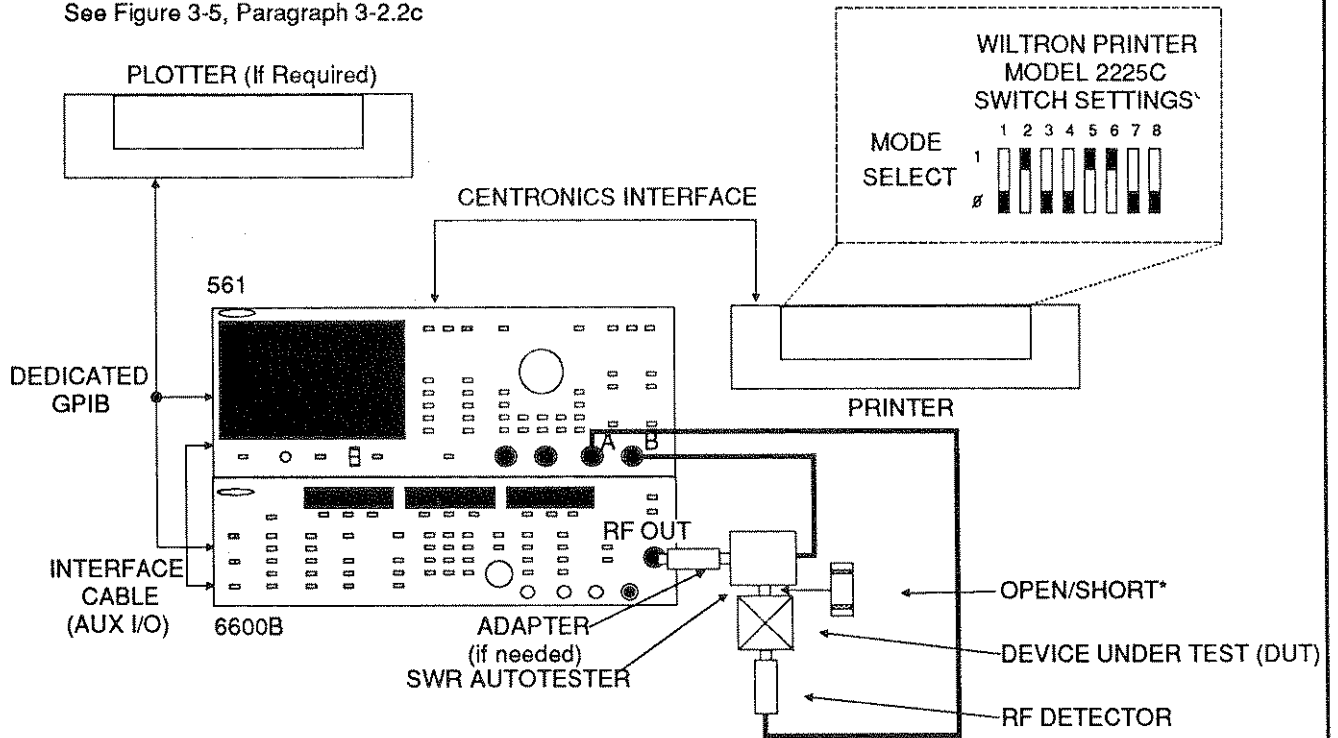 See Figure 3-5, Paragraph 3-2.2c
PLOTTER (If Required)
WILTRON PRINTER
MODEL 2225C
SWITCH SETTINGS`
1 2 3 4 5 6 7 8
MODE
SELECT
1
Ø
CENTRONICS INTERFACE
561
DEDICATED
GPIB
PRINTER
A B
RF OUT
INTERFACE
CABLE
(AUX I/O)
6600B
ADAPTER
(if needed)
SWR AUTOTESTER
OPEN/SHORT*
DEVICE UNDER TEST (DUT)
RF DETECTOR